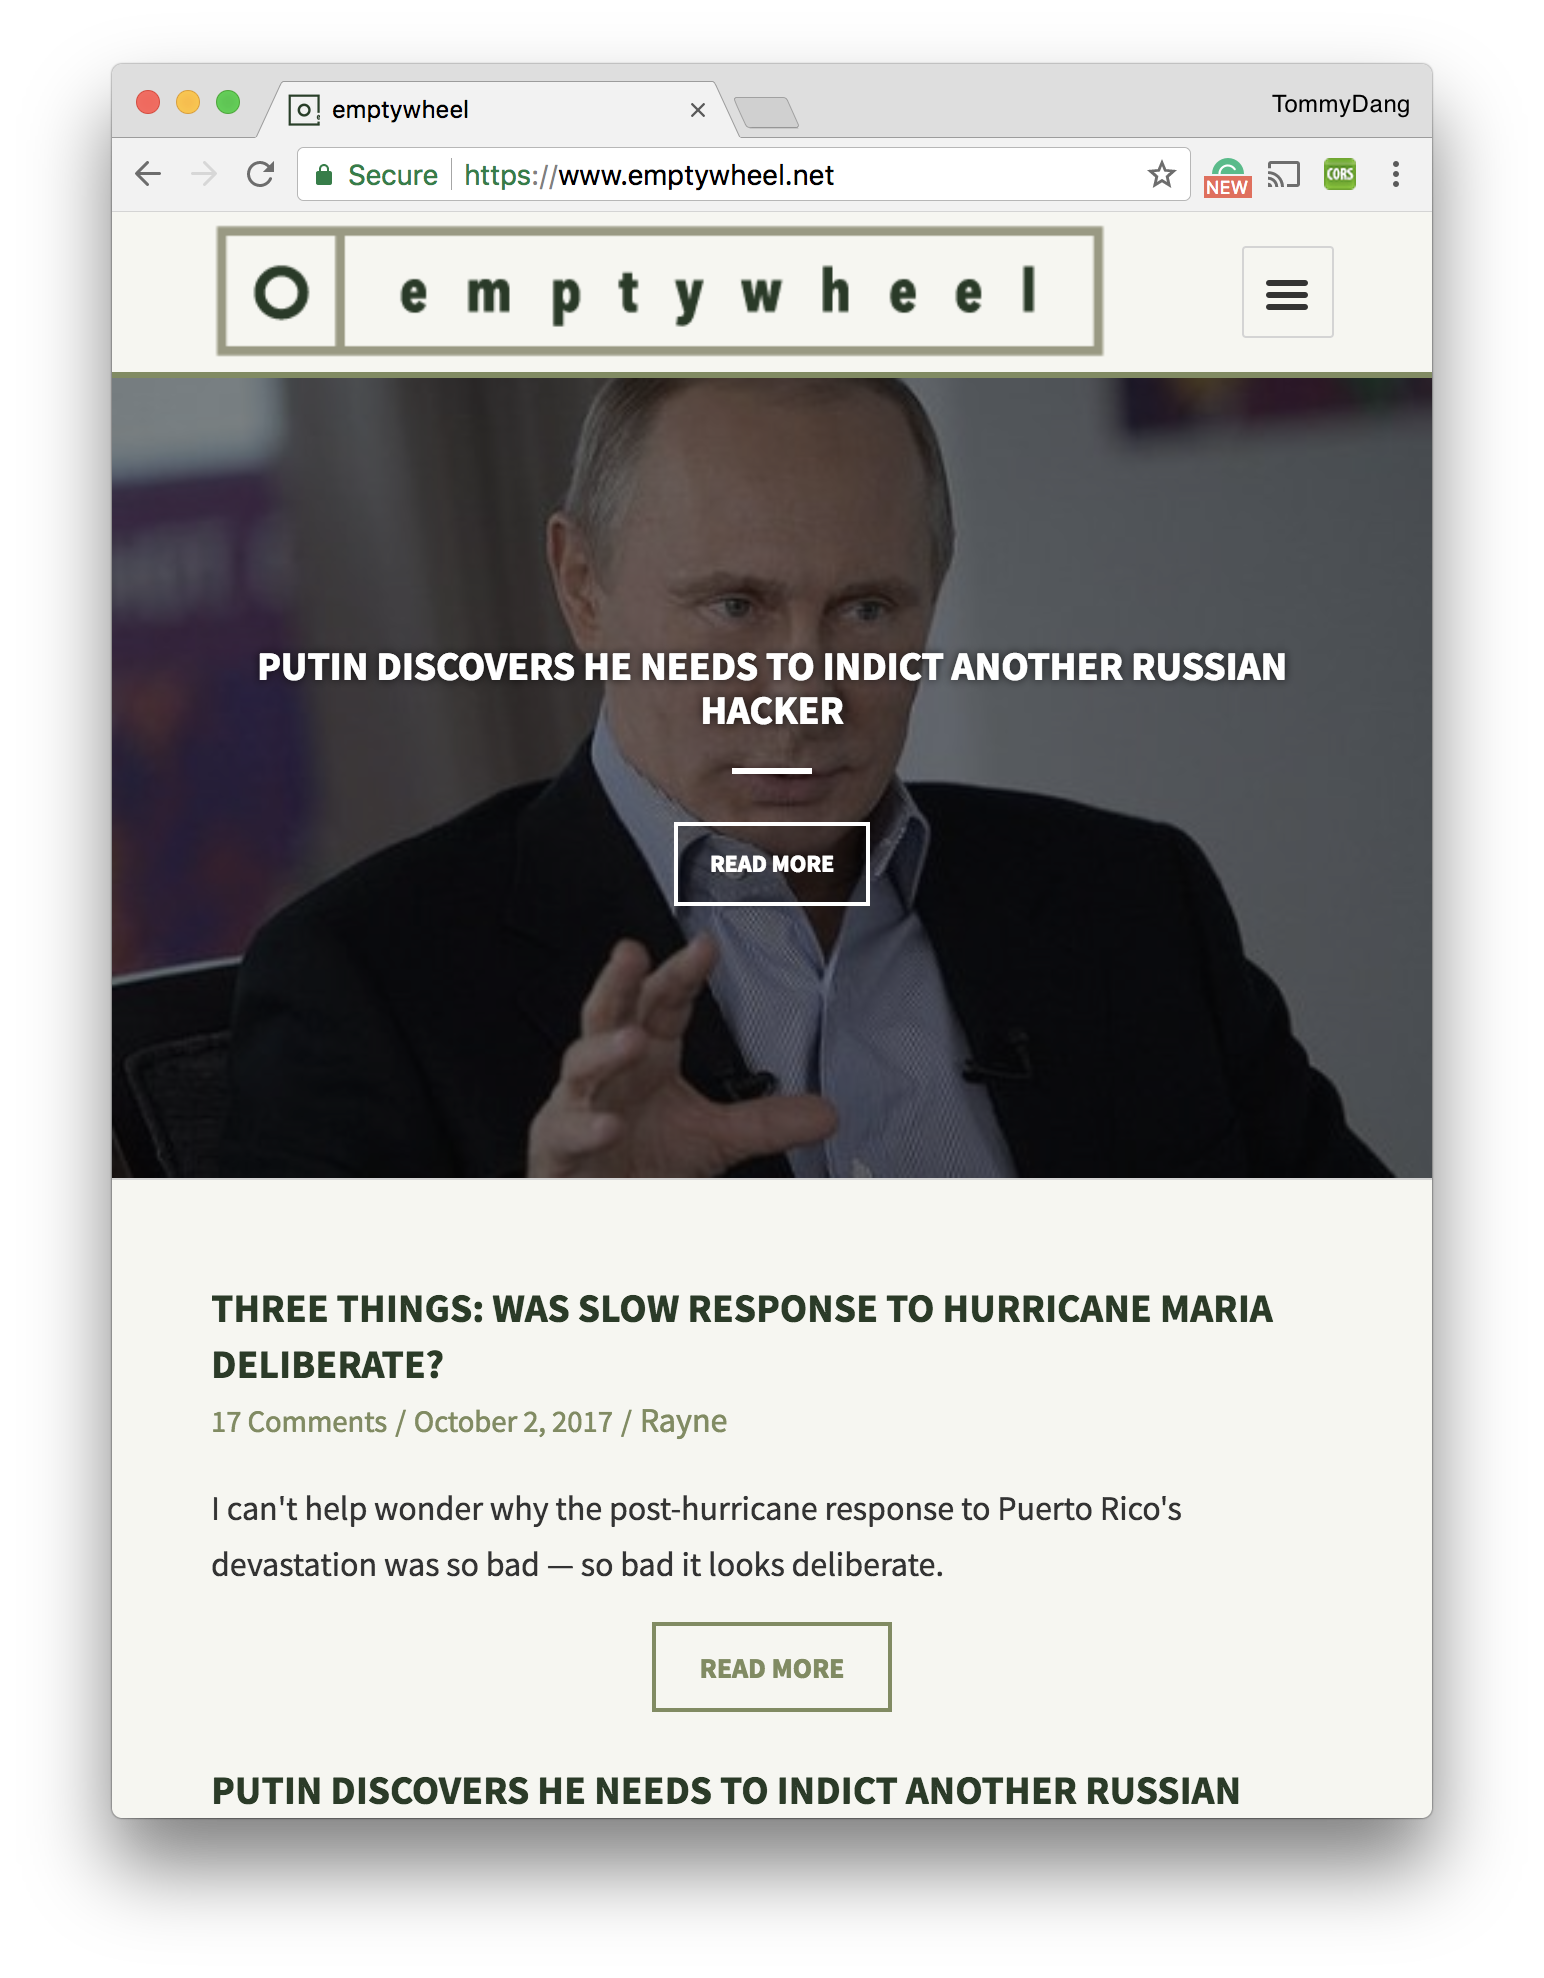 emptywheel
TommyDang
Secure https://www.emptywheel.net
NEW
CORS
emptywheel
PUTIN DISCOVERS HE NEEDS TO INDICT ANOTHER RUSSIAN
HACKER
READ MORE
THREE THINGS: WAS SLOW RESPONSE TO HURRICANE MARIA
DELIBERATE?
17 Comments / October 2, 2017 / Rayne
I can't help wonder why the post-hurricane response to Puerto Rico's
devastation was so bad — so bad it looks deliberate.
READ MORE
PUTIN DISCOVERS HE NEEDS TO INDICT ANOTHER RUSSIAN